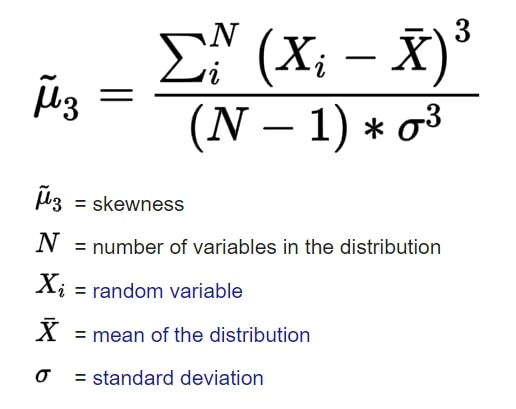 μ̃₃ = ∑ᵢᴺ (Xᵢ − X̄)³ / (N − 1) * σ³
μ̃₃ = skewness
N = number of variables in the distribution
Xᵢ = random variable
X̄ = mean of the distribution
σ = standard deviation